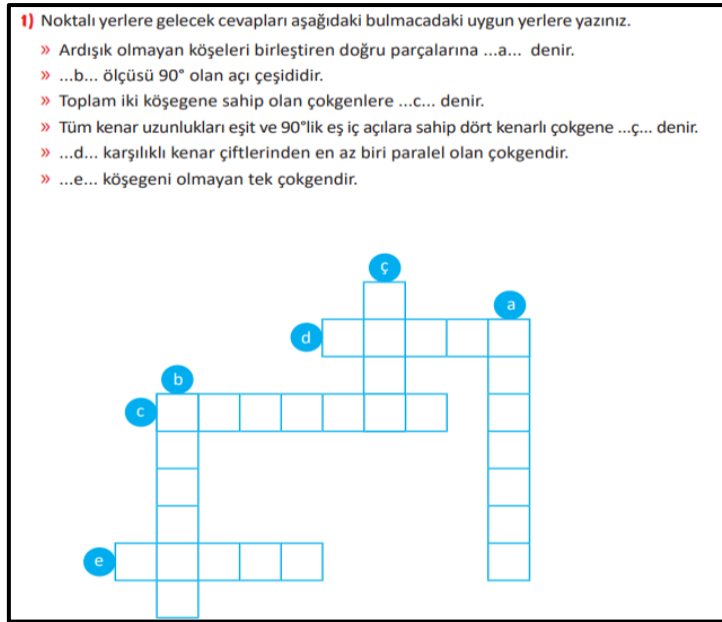 1) Noktalı yerlere gelecek cevapları aşağıdaki bulmacadaki uygun yerlere yazınız.
» Ardışık olmayan köşeleri birleştiren doğru parçalarına ...a... denir.
» ...b... ölçüsü 90° olan açı çeşididir.
» Toplam iki köşegene sahip olan çokgenlere ...c... denir.
» Tüm kenar uzunlukları eşit ve 90°lik eş iç açılara sahip dört kenarlı çokgene ...ç... denir.
» ...d... karşılıklı kenar çiftlerinden en az biri paralel olan çokgendir.
» ...e... köşegeni olmayan tek çokgendir.
ç
a
d
b
c
e